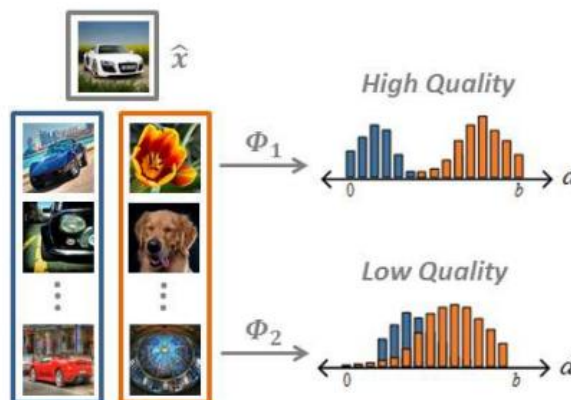 x̂
High Quality
Φ₁
0 b d
Low Quality
Φ₂
0 b d